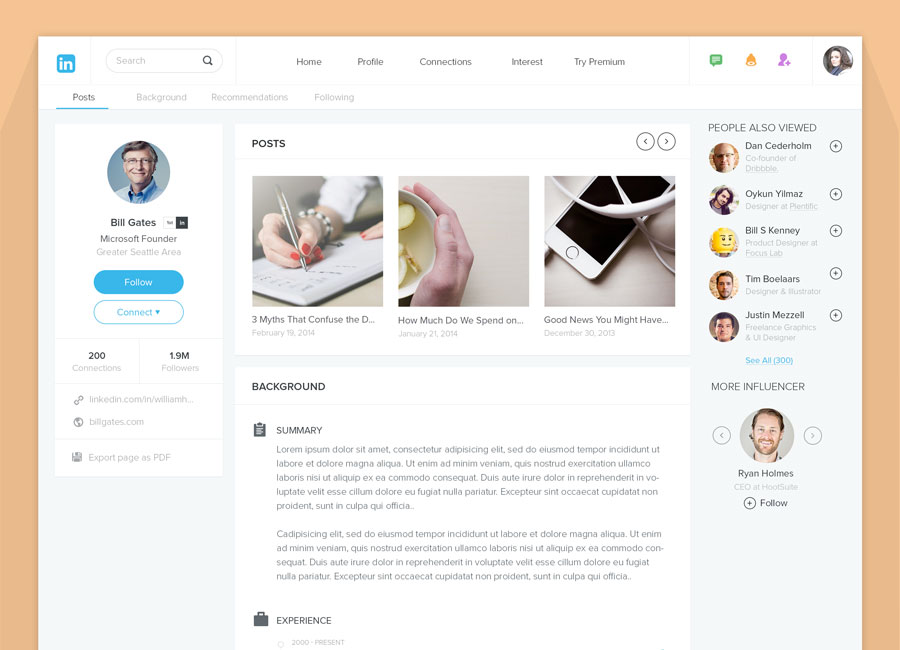 in
Search
Home
Profile
Connections
Interest
Try Premium
Posts
Background
Recommendations
Following
Bill Gates
1st
in
Microsoft Founder
Greater Seattle Area
Follow
Connect
200
Connections
1.9M
Followers
linkedin.com/in/williamh...
billgates.com
Export page as PDF
POSTS
3 Myths That Confuse the D...
February 19, 2014
How Much Do We Spend on...
January 21, 2014
Good News You Might Have...
December 30, 2013
BACKGROUND
SUMMARY
Lorem ipsum dolor sit amet, consectetur adipisicing elit, sed do eiusmod tempor incididunt ut
labore et dolore magna aliqua. Ut enim ad minim veniam, quis nostrud exercitation ullamco
laboris nisi ut aliquip ex ea commodo consequat. Duis aute irure dolor in reprehenderit in vo-
luptate velit esse cillum dolore eu fugiat nulla pariatur. Excepteur sint occaecat cupidatat non
proident, sunt in culpa qui offici..
Cadipisicing elit, sed do eiusmod tempor incididunt ut labore et dolore magna aliqua. Ut enim
ad minim veniam, quis nostrud exercitation ullamco laboris nisi ut aliquip ex ea commodo con-
sequat. Duis aute irure dolor in reprehenderit in voluptate velit esse cillum dolore eu fugiat
nulla pariatur. Excepteur sint occaecat cupidatat non proident, sunt in culpa qui offici..
EXPERIENCE
2000 - PRESENT
PEOPLE ALSO VIEWED
Dan Cederholm
Co-founder of
Dribbble.
Oykun Yilmaz
Designer at Plentific
Bill S Kenney
Product Designer at
Focus Lab
Tim Boelaars
Designer & Illustrator
Justin Mezzell
Freelance Graphics
& UI Designer
See All (300)
MORE INFLUENCER
Ryan Holmes
CEO at HootSuite
Follow